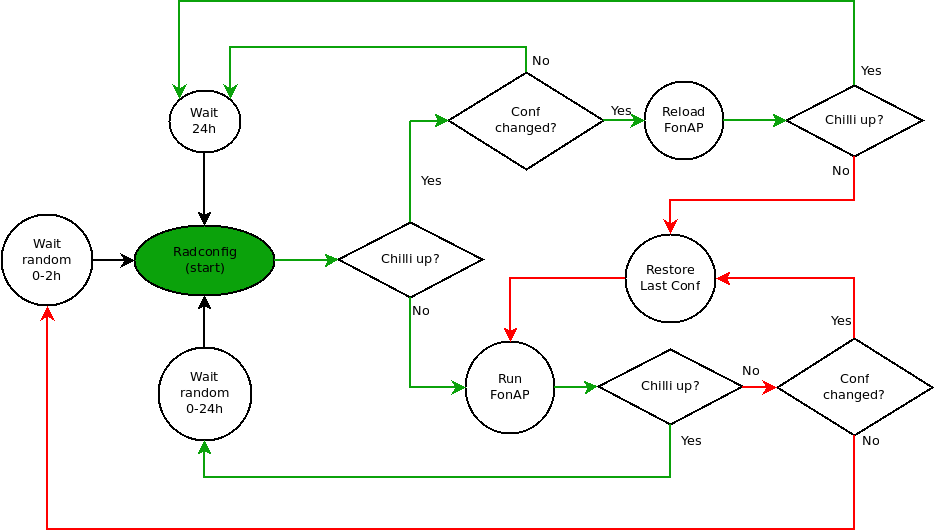 No
Yes
Wait
24h
Conf
changed?
Yes
Reload
FonAP
Chilli up?
No
Yes
Wait
random
0-2h
Radconfig
(start)
Chilli up?
Restore
Last Conf
No
Yes
Wait
random
0-24h
Run
FonAP
Chilli up?
No
Conf
changed?
Yes
No